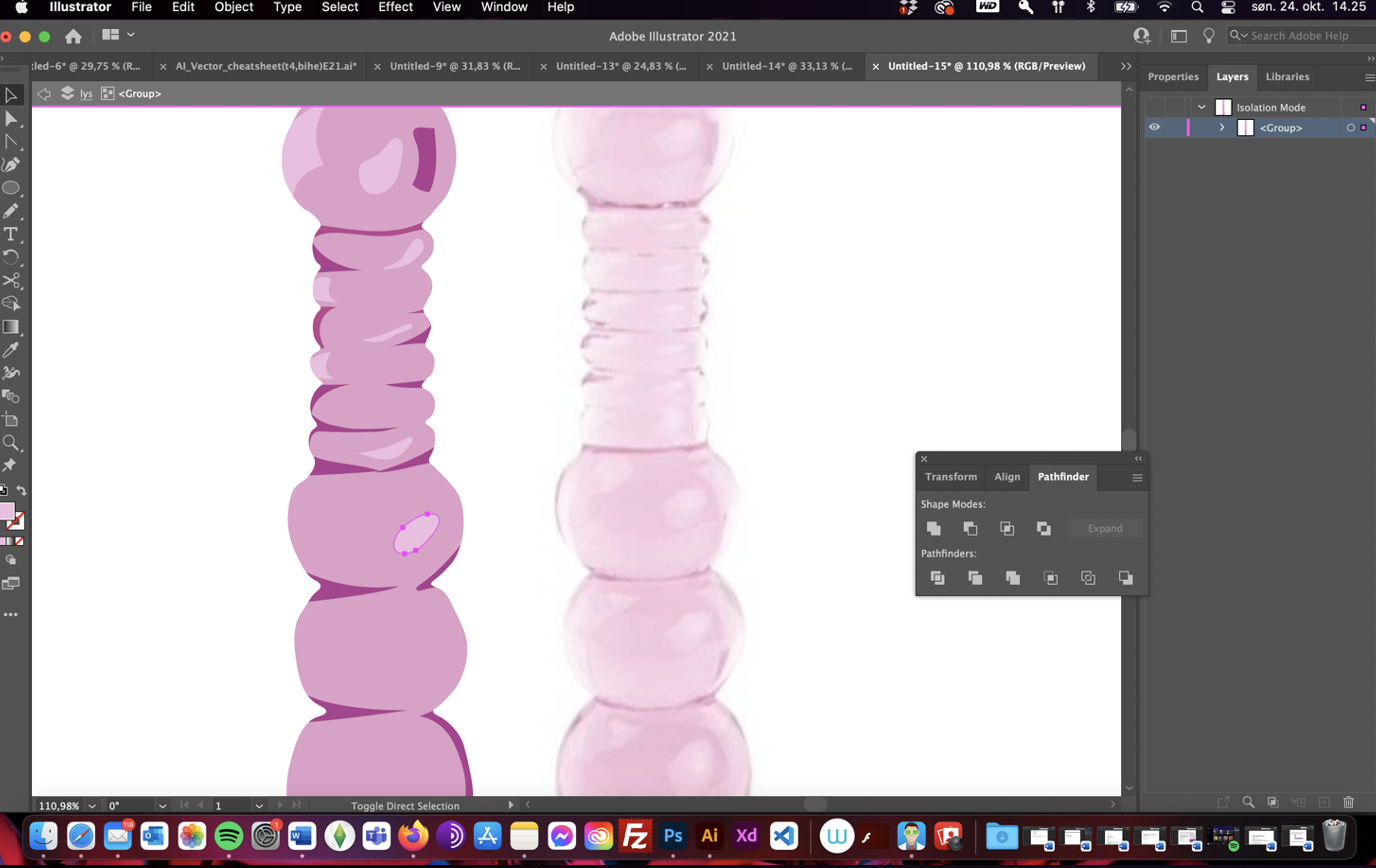 Illustrator File Edit Object Type Select Effect View Window Help 1 WD søn. 24. okt. 14.25
Adobe Illustrator 2021 Search Adobe Help
tled-6* @ 29,75 % (R... × AI_Vector_cheatsheet(t4,bihe)E21.ai* × Untitled-9* @ 31,83 % (R... × Untitled-13* @ 24,83 % (... × Untitled-14* @ 33,13 % (... × Untitled-15* @ 110,98 % (RGB/Preview)
Properties Layers Libraries
lys <Group>
Isolation Mode
<Group>
Transform Align Pathfinder
Shape Modes:
Expand
Pathfinders:
110,98% 0° 1 Toggle Direct Selection
118 1 W Fz Ps Ai Xd W f